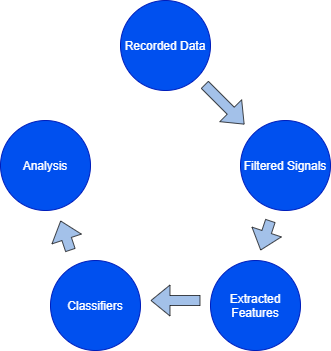 Recorded Data
Filtered Signals
Extracted
Features
Classifiers
Analysis